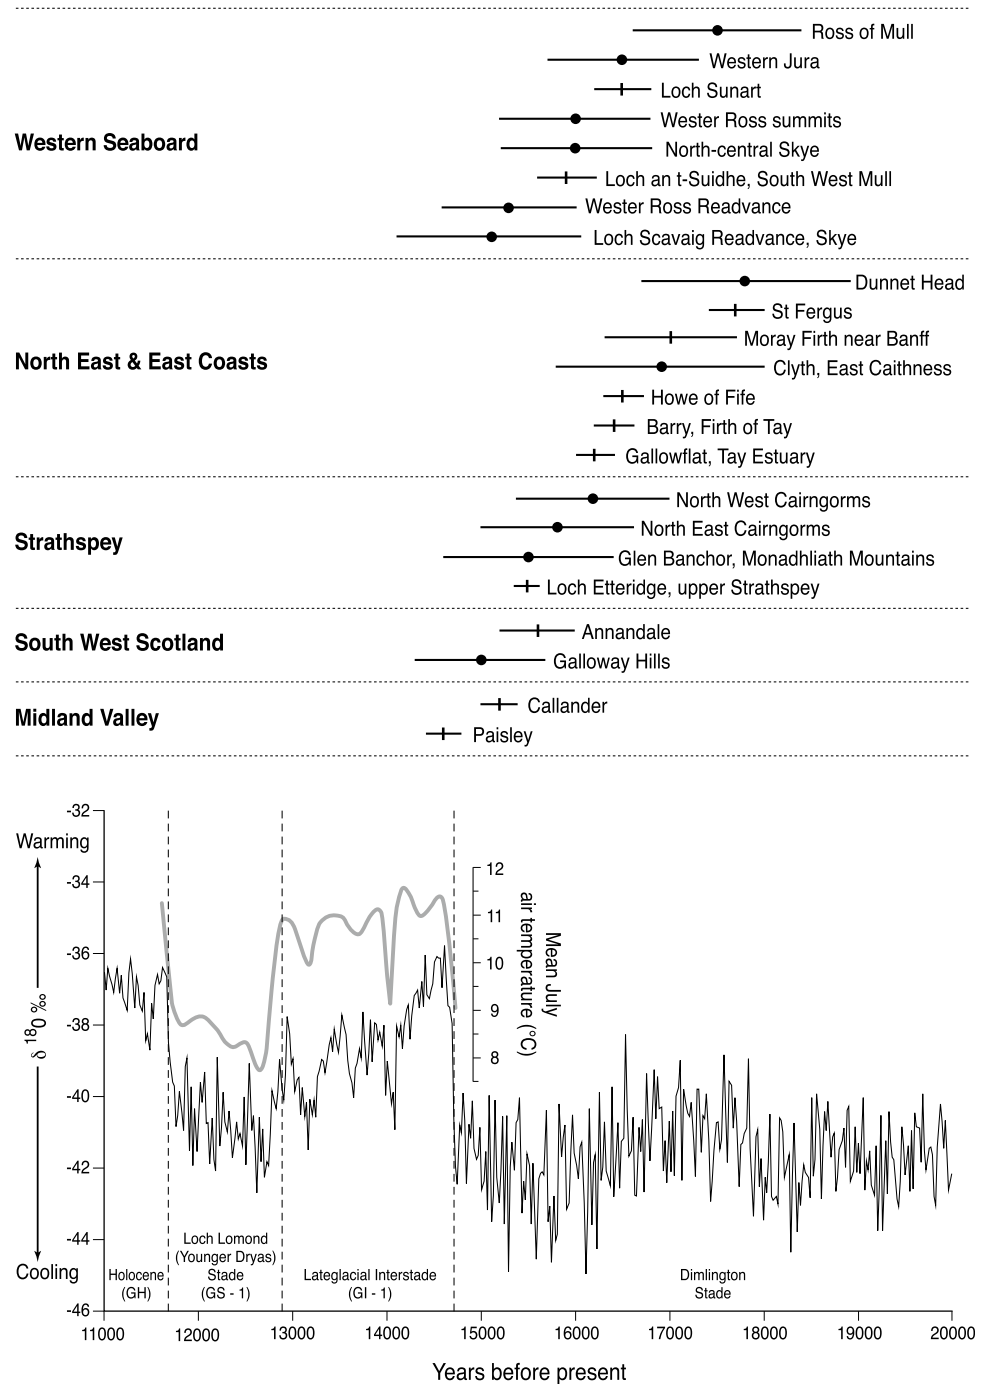 Ross of Mull
Western Jura
Loch Sunart
Wester Ross summits
Western Seaboard
North-central Skye
Loch an t-Suidhe, South West Mull
Wester Ross Readvance
Loch Scavaig Readvance, Skye
Dunnet Head
St Fergus
Moray Firth near Banff
North East & East Coasts
Clyth, East Caithness
Howe of Fife
Barry, Firth of Tay
Gallowflat, Tay Estuary
North West Cairngorms
North East Cairngorms
Strathspey
Glen Banchor, Monadhliath Mountains
Loch Etteridge, upper Strathspey
Annandale
South West Scotland
Galloway Hills
Callander
Midland Valley
Paisley
-32
Warming
-34
-36
-38
-40
-42
-44
Cooling
-46
δ 18O ‰
12
11
10
9
8
Mean July
air temperature (°C)
Holocene
(GH)
Loch Lomond
(Younger Dryas)
Stade
(GS - 1)
Lateglacial Interstade
(GI - 1)
Dimlington
Stade
11000 12000 13000 14000 15000 16000 17000 18000 19000 20000
Years before present